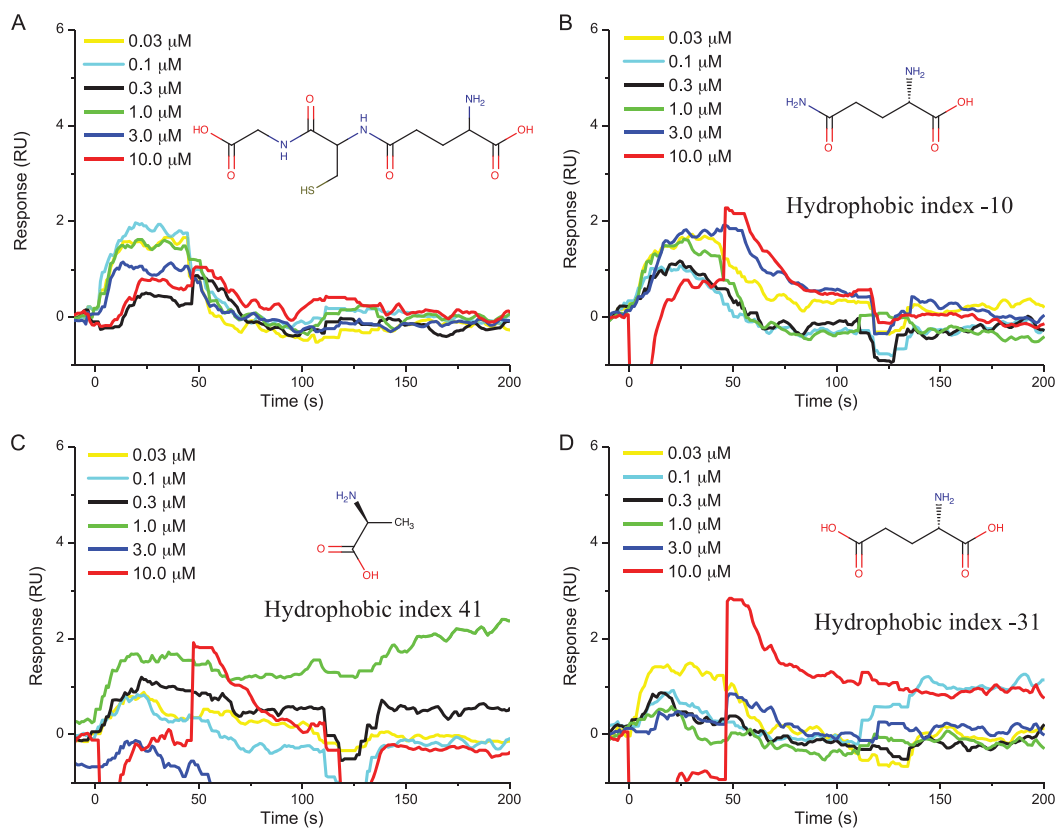 A
6
4
2
0
Response (RU)
0.03 µM
0.1 µM
0.3 µM
1.0 µM
3.0 µM
10.0 µM
O
NH₂
HO
N
H
H
N
OH
O
O
O
HS
0
50
100
150
200
Time (s)
B
6
4
2
0
Response (RU)
0.03 µM
0.1 µM
0.3 µM
1.0 µM
3.0 µM
10.0 µM
NH₂
H₂N
OH
O
O
Hydrophobic index -10
0
50
100
150
200
Time (s)
C
6
4
2
0
Response (RU)
0.03 µM
0.1 µM
0.3 µM
1.0 µM
3.0 µM
10.0 µM
H₂N
CH₃
O
OH
Hydrophobic index 41
0
50
100
150
200
Time (s)
D
6
4
2
0
Response (RU)
0.03 µM
0.1 µM
0.3 µM
1.0 µM
3.0 µM
10.0 µM
NH₂
HO
OH
O
O
Hydrophobic index -31
0
50
100
150
200
Time (s)